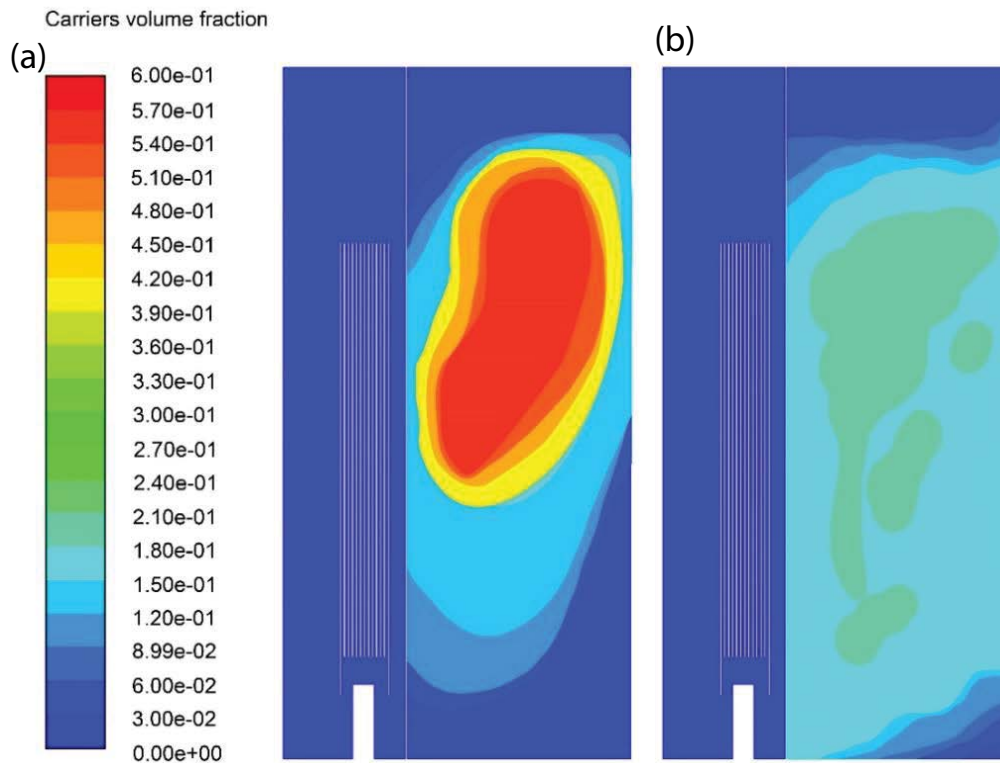 Carriers volume fraction
(a)
(b)
6.00e-01
5.70e-01
5.40e-01
5.10e-01
4.80e-01
4.50e-01
4.20e-01
3.90e-01
3.60e-01
3.30e-01
3.00e-01
2.70e-01
2.40e-01
2.10e-01
1.80e-01
1.50e-01
1.20e-01
8.99e-02
6.00e-02
3.00e-02
0.00e+00